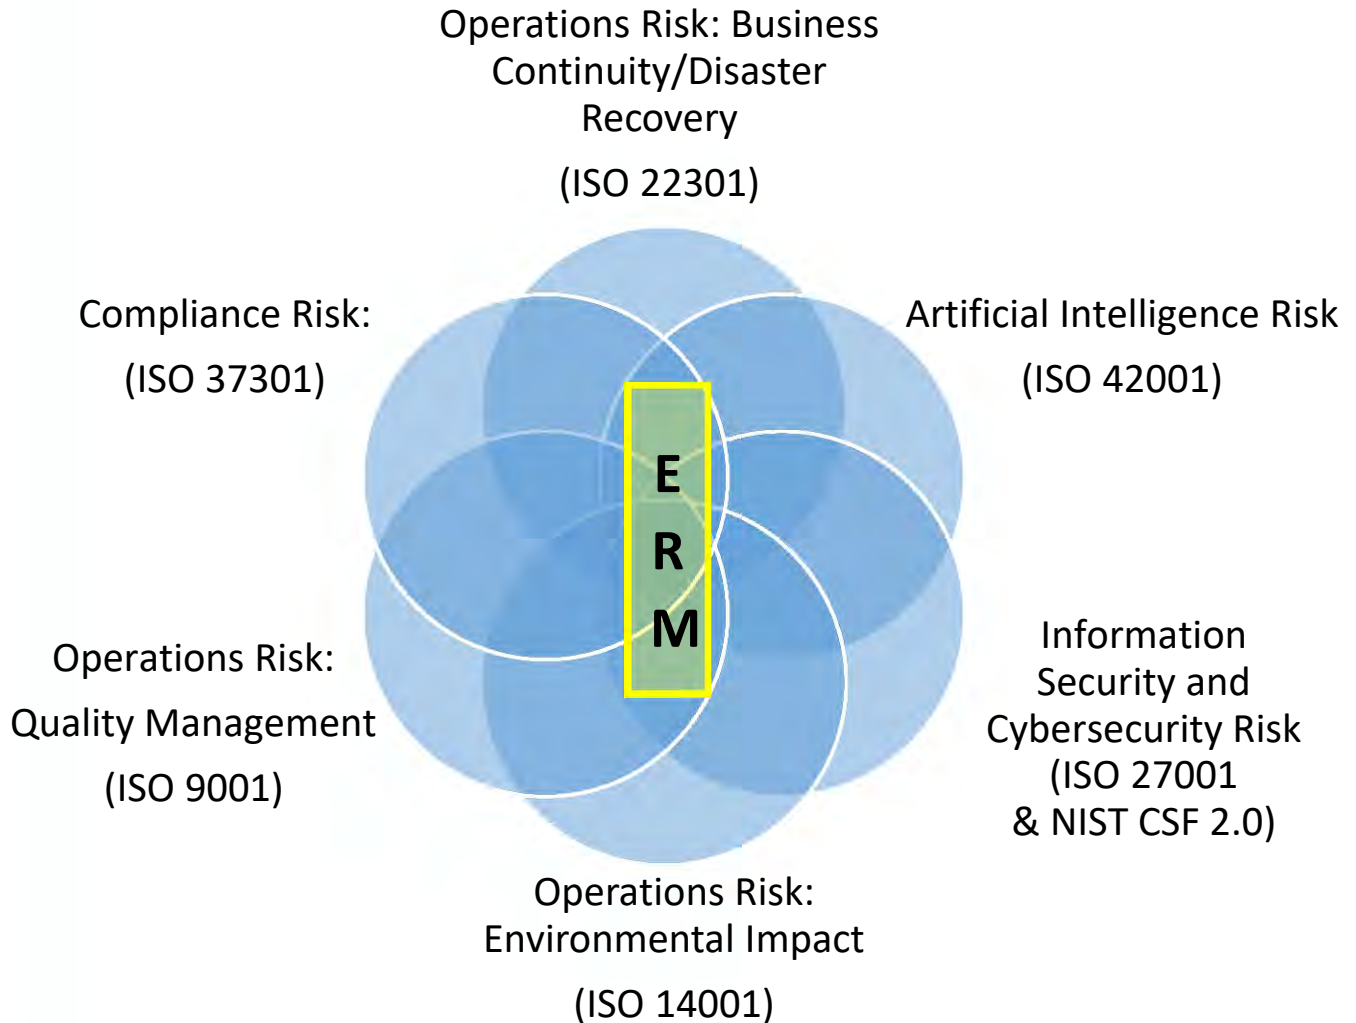 Operations Risk: Business
Continuity/Disaster
Recovery
(ISO 22301)
Compliance Risk:
(ISO 37301)
Artificial Intelligence Risk
(ISO 42001)
E
R
M
Operations Risk:
Quality Management
(ISO 9001)
Information
Security and
Cybersecurity Risk
(ISO 27001
& NIST CSF 2.0)
Operations Risk:
Environmental Impact
(ISO 14001)